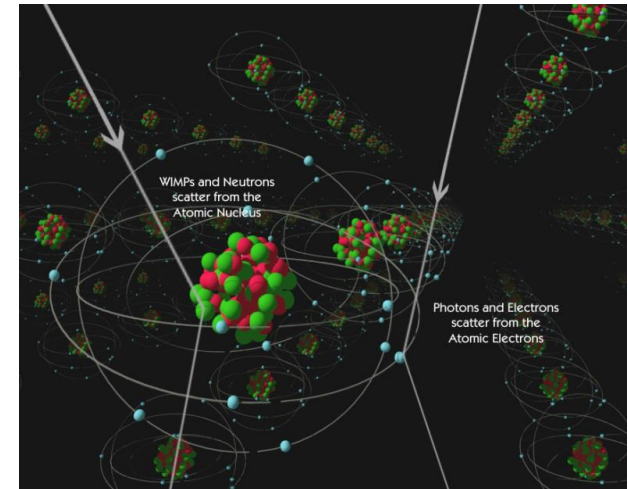 WIMPs and Neutrons
scatter from the
Atomic Nucleus
Photons and Electrons
scatter from the
Atomic Electrons